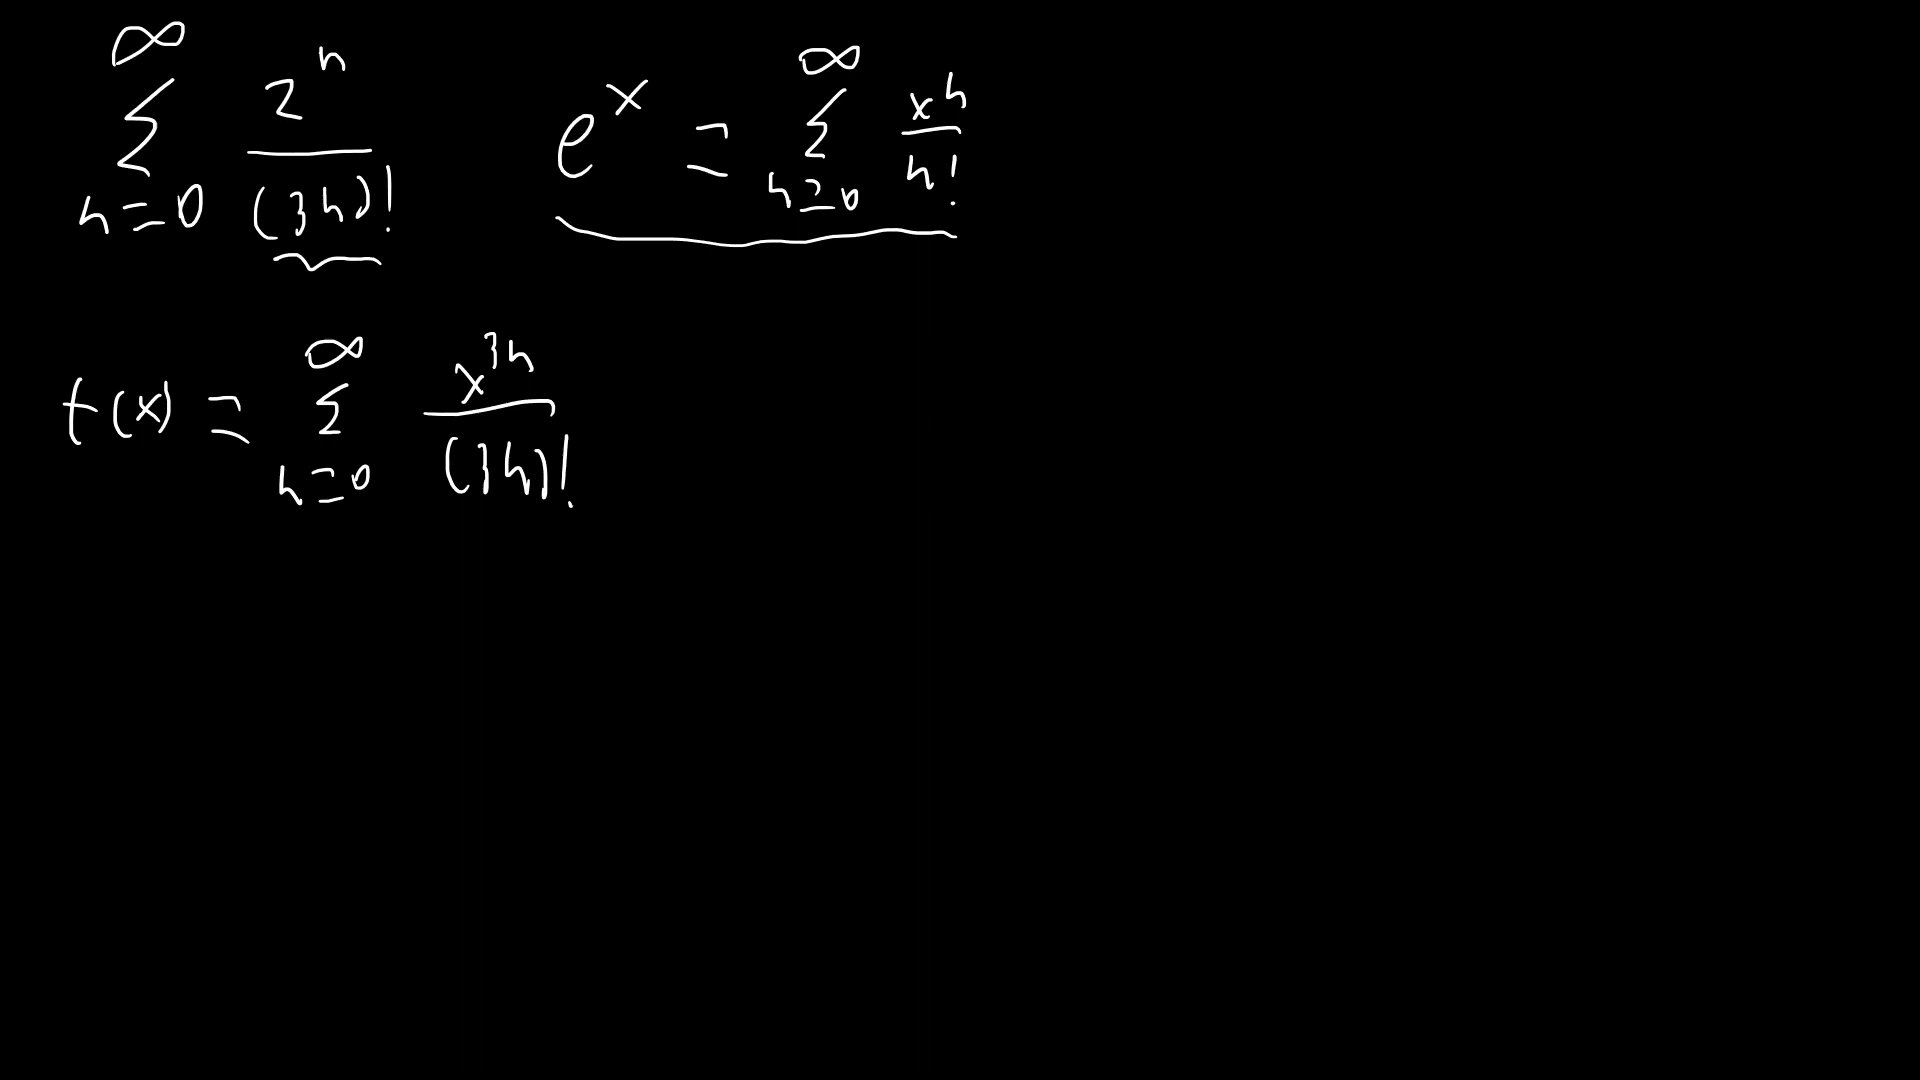 ∞ ∑ n=0 2^n / (3n)!
e^x = ∞ ∑ n=0 x^n / n!
f(x) = ∞ ∑ n=0 x^3n / (3n)!